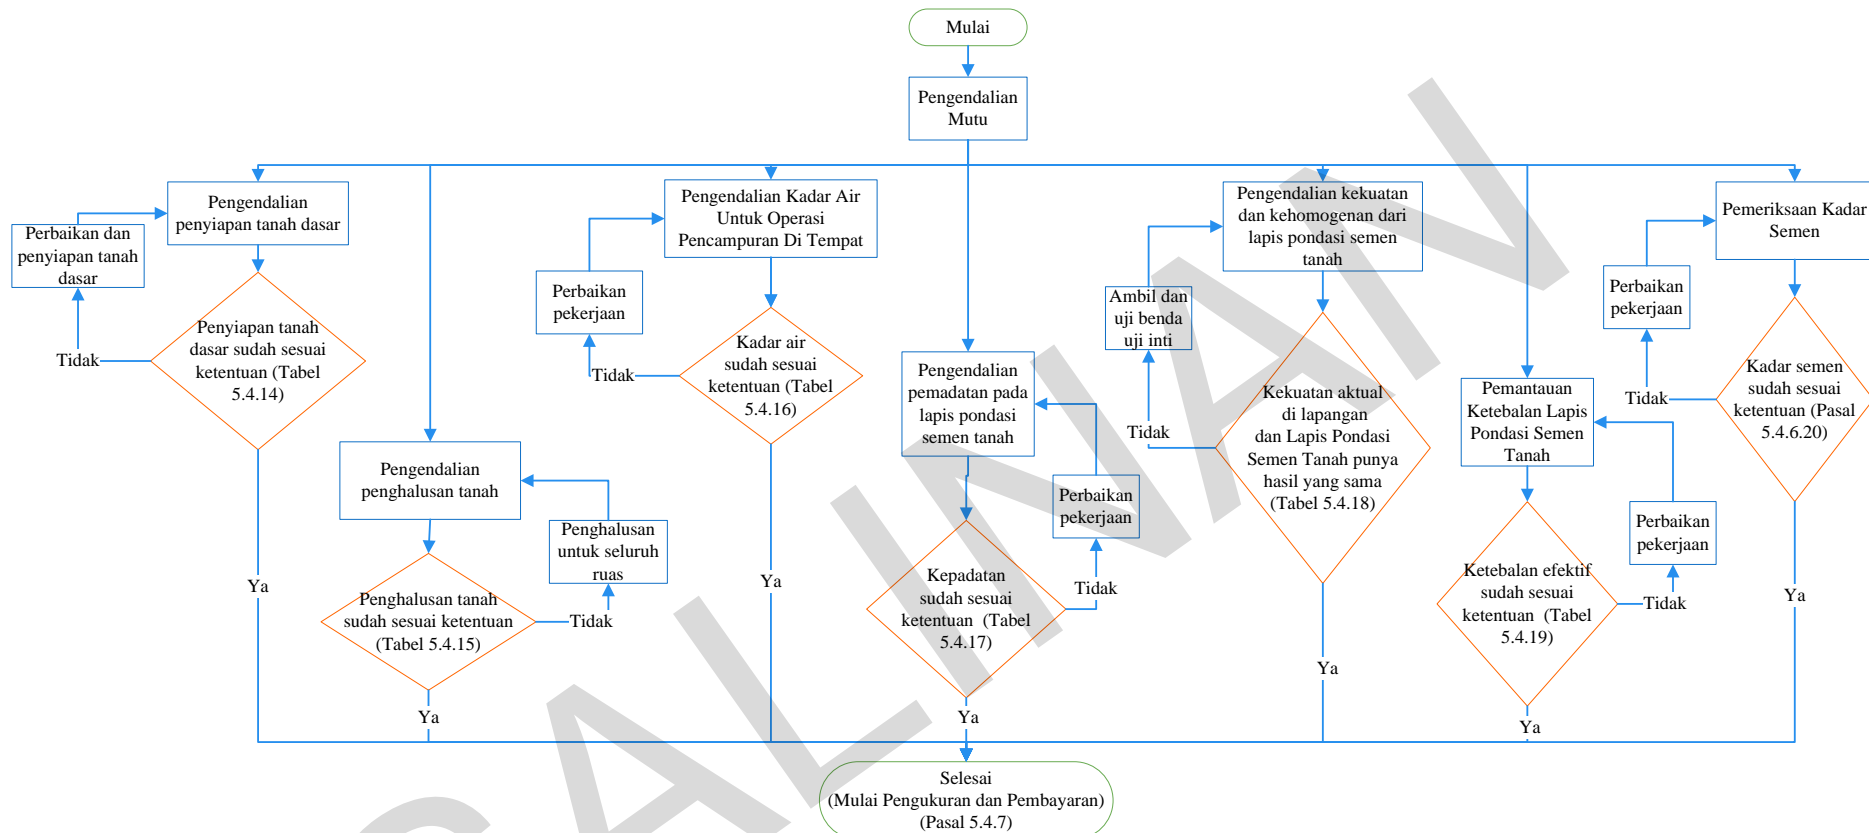 Mulai
Pengendalian
Mutu
Pengendalian
penyiapan tanah dasar
Perbaikan dan
penyiapan tanah
dasar
Penyiapan tanah
dasar sudah sesuai
ketentuan (Tabel
5.4.14)
Tidak
Ya
Pengendalian
penghalusan tanah
Penghalusan
untuk seluruh
ruas
Penghalusan tanah
sudah sesuai ketentuan
(Tabel 5.4.15)
Tidak
Ya
Pengendalian Kadar Air
Untuk Operasi
Pencampuran Di Tempat
Perbaikan
pekerjaan
Kadar air
sudah sesuai
ketentuan (Tabel
5.4.16)
Tidak
Ya
Pengendalian
pemadatan pada
lapis pondasi
semen tanah
Perbaikan
pekerjaan
Kepadatan
sudah sesuai
ketentuan (Tabel
5.4.17)
Tidak
Ya
Pengendalian kekuatan
dan kehomogenan dari
lapis pondasi semen
tanah
Ambil dan
uji benda
uji inti
Kekuatan aktual
di lapangan
dan Lapis Pondasi
Semen Tanah punya
hasil yang sama
(Tabel 5.4.18)
Tidak
Ya
Pemantauan
Ketebalan Lapis
Pondasi Semen
Tanah
Perbaikan
pekerjaan
Ketebalan efektif
sudah sesuai
ketentuan (Tabel
5.4.19)
Tidak
Ya
Pemeriksaan Kadar
Semen
Perbaikan
pekerjaan
Kadar semen
sudah sesuai
ketentuan (Pasal
5.4.6.20)
Tidak
Ya
Selesai
(Mulai Pengukuran dan Pembayaran)
(Pasal 5.4.7)
SALINAN